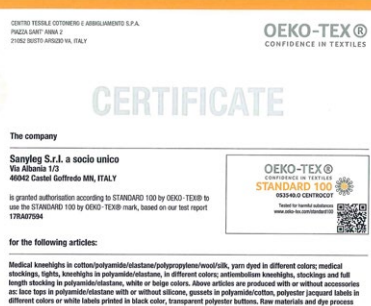 CENTRO TESSILE COTONIERO E ABBIGLIAMENTO S.P.A.
PIAZZA SANT' ANNA 2
21052 BUSTO ARSIZIO VA, ITALY
OEKO-TEX®
CONFIDENCE IN TEXTILES
CERTIFICATE
The company
Sanyleg S.r.l. a socio unico
Via Albania 1/3
46042 Castel Goffredo MN, ITALY
is granted authorisation according to STANDARD 100 by OEKO-TEX® to
use the STANDARD 100 by OEKO-TEX® mark, based on our test report
17RA07594
OEKO-TEX®
CONFIDENCE IN TEXTILES
STANDARD 100
053540.O CENTROCOT
Tested for harmful substances
www.oeko-tex.com/standard100
for the following articles:
Medical kneehighs in cotton/polyamide/elastane/polypropylene/wool/silk, yarn dyed in different colors; medical
stockings, tights, kneehighs in polyamide/elastane, in different colors; antiembolism kneehighs, stockings and full
length stocking in polyamide/elastane, white or beige colors. Above articles are produced with or without accessories
as: lace tops in polyamide/elastane with or without silicone, gussets in polyamide/cotton, polyester jacquard labels in
different colors or white labels printed in black color, transparent polyester buttons. Raw materials and dye process